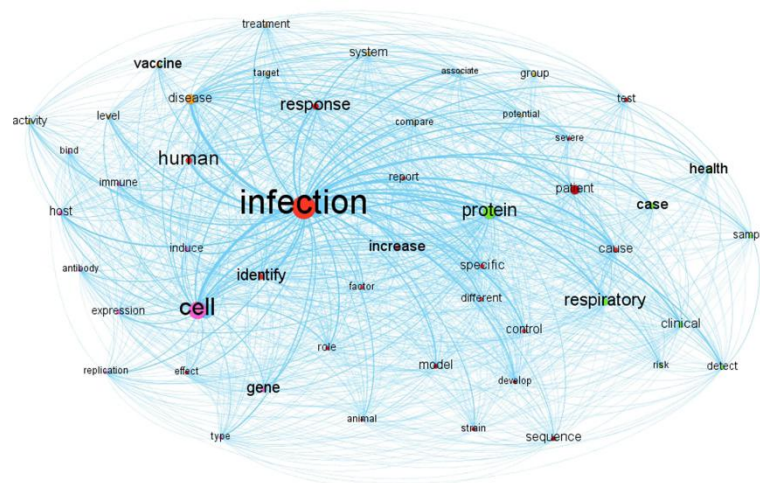 treatment
system
vaccine
target
associate
group
disease
response
test
level
potential
activity
compare
severe
bind
human
health
immune
report
patient
infection
case
host
protein
samp
increase
induce
cause
antibody
identify
specific
factor
different
respiratory
cell
expression
clinical
control
role
model
risk
detect
replication
effect
develop
gene
animal
strain
type
sequence